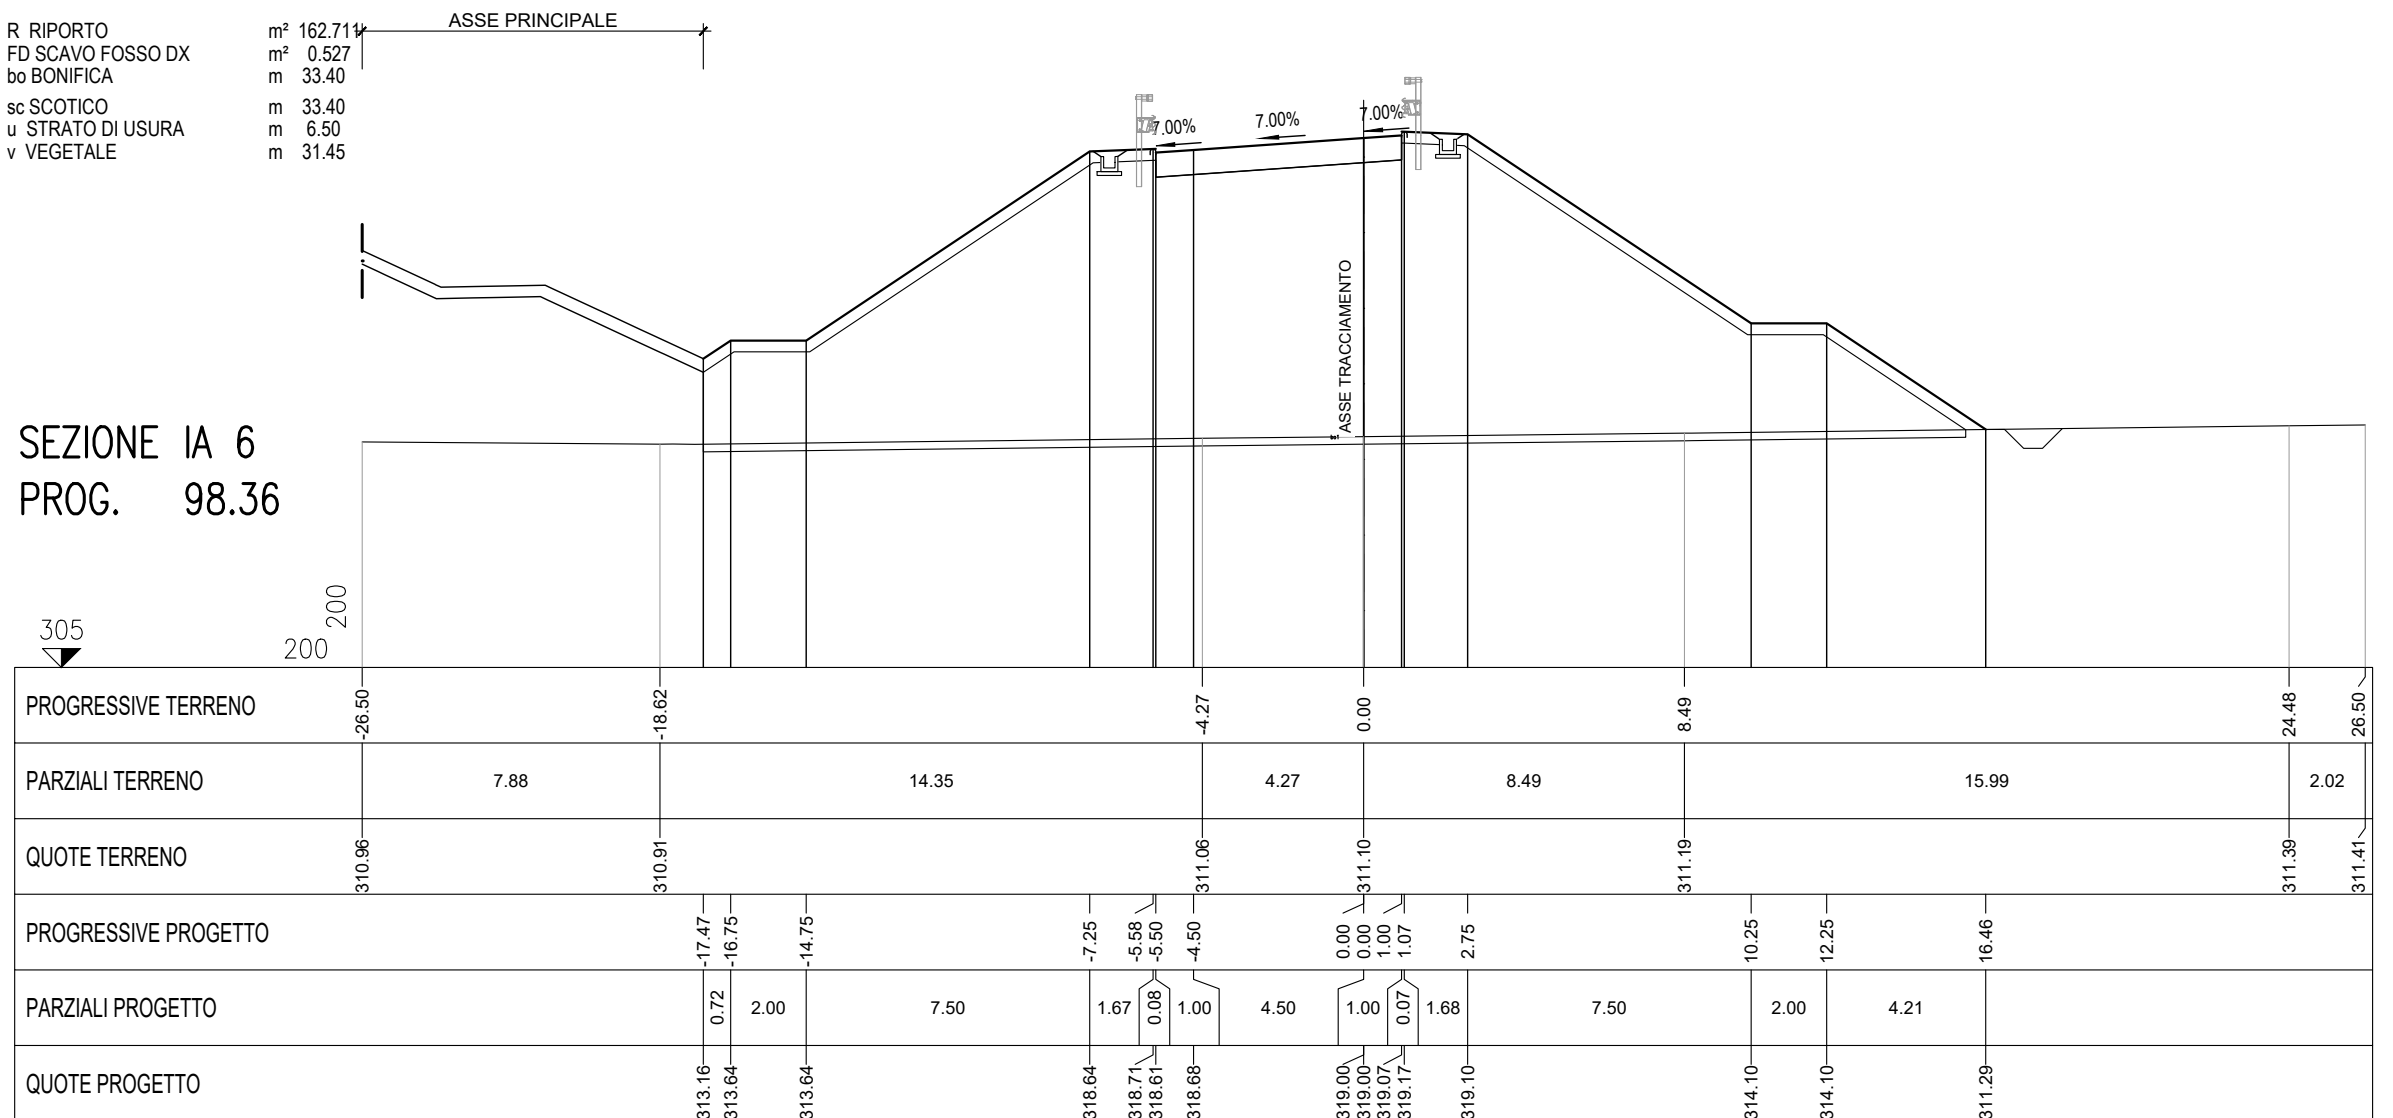 ASSE PRINCIPALE
R RIPORTO m² 162.711
FD SCAVO FOSSO DX m² 0.527
bo BONIFICA m 33.40
sc SCOTICO m 33.40
u STRATO DI USURA m 6.50
v VEGETALE m 31.45
7.00% 7.00% 7.00%
ASSE TRACCIAMENTO
SEZIONE IA 6
PROG. 98.36
200
200
305
PROGRESSIVE TERRENO -26.50 -18.62 -4.27 0.00 8.49 24.48 26.50
PARZIALI TERRENO 7.88 14.35 4.27 8.49 15.99 2.02
QUOTE TERRENO 310.96 310.91 311.06 311.10 311.19 311.39 311.41
PROGRESSIVE PROGETTO -17.47 -16.75 -14.75 -7.25 -5.58 -5.50 -4.50 0.00 0.00 1.00 1.07 2.75 10.25 12.25 16.46
PARZIALI PROGETTO 0.72 2.00 7.50 1.67 0.08 1.00 4.50 1.00 0.07 1.68 7.50 2.00 4.21
QUOTE PROGETTO 313.16 313.64 313.64 318.64 318.71 318.61 318.68 319.00 319.00 319.07 319.17 319.10 314.10 314.10 311.29